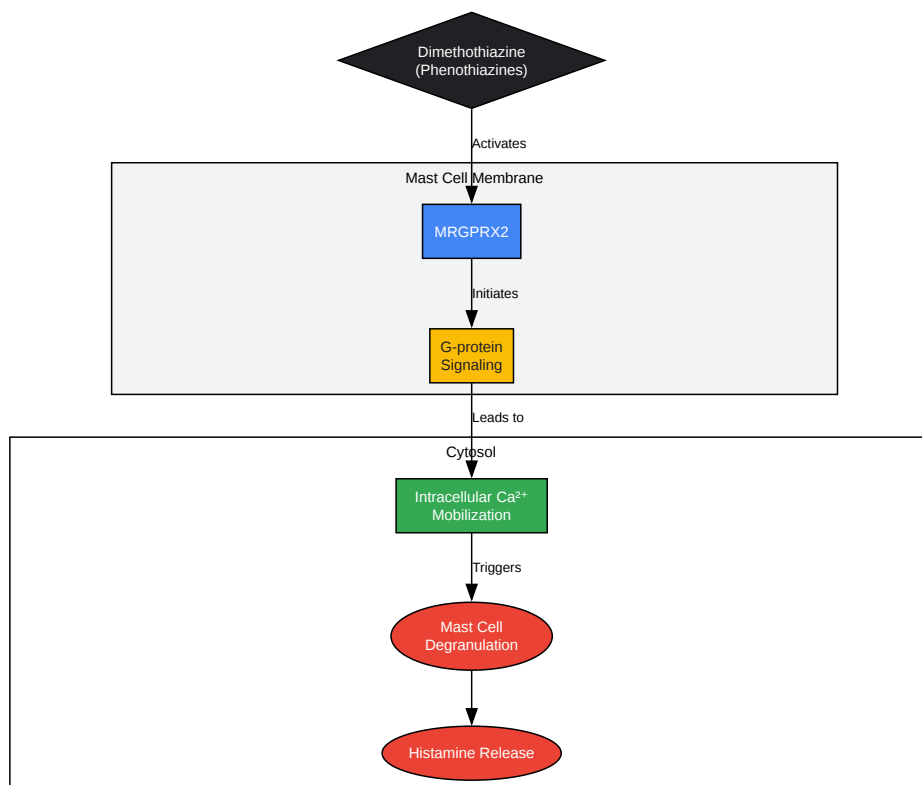 Dimethothiazine
(Phenothiazines)
Activates
Mast Cell Membrane
MRGPRX2
Initiates
G-protein
Signaling
Leads to
Cytosol
Intracellular Ca²⁺
Mobilization
Triggers
Mast Cell
Degranulation
Histamine Release